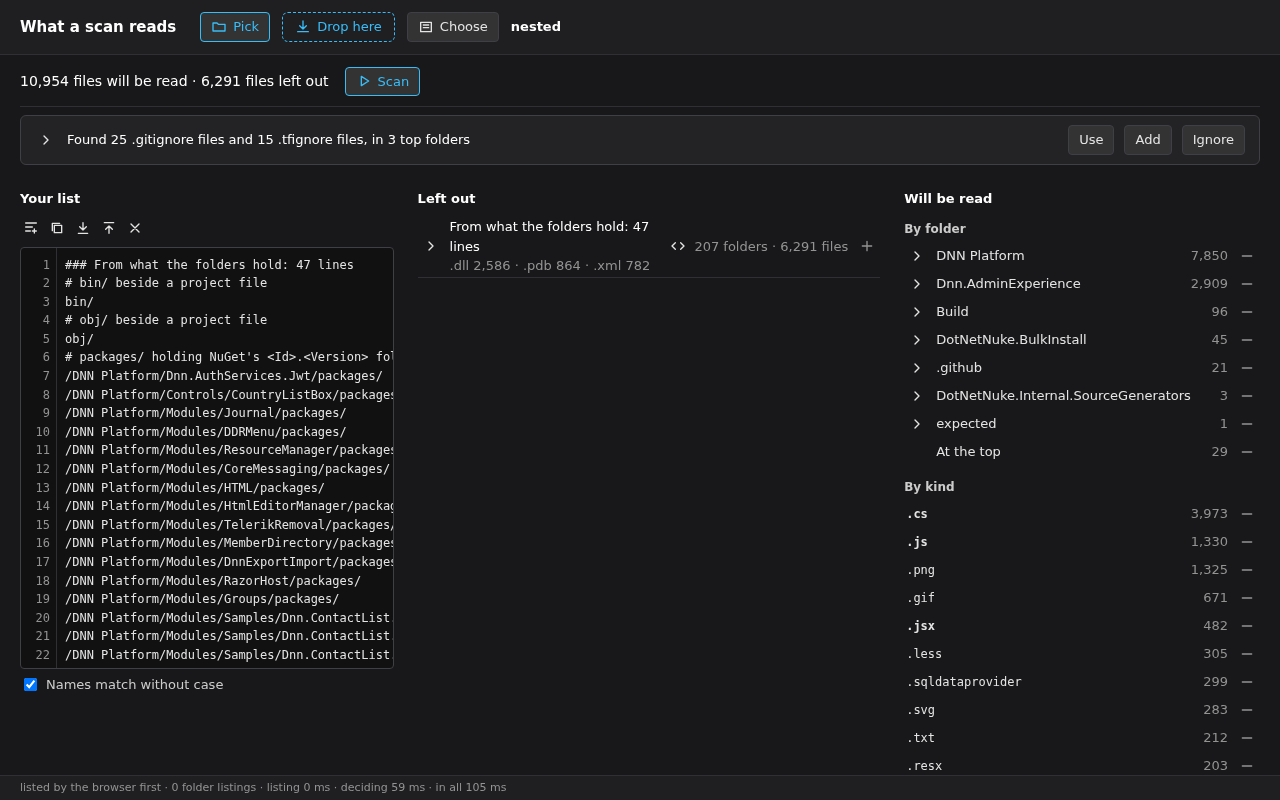 What a scan reads Pick Drop here Choose nested
10,954 files will be read · 6,291 files left out Scan
Found 25 .gitignore files and 15 .tfignore files, in 3 top folders Use Add Ignore
Your list
1 ### From what the folders hold: 47 lines
2 # bin/ beside a project file
3 bin/
4 # obj/ beside a project file
5 obj/
6 # packages/ holding NuGet's <Id>.<Version> fol
7 /DNN Platform/Dnn.AuthServices.Jwt/packages/
8 /DNN Platform/Controls/CountryListBox/packages
9 /DNN Platform/Modules/Journal/packages/
10 /DNN Platform/Modules/DDRMenu/packages/
11 /DNN Platform/Modules/ResourceManager/packages
12 /DNN Platform/Modules/CoreMessaging/packages/
13 /DNN Platform/Modules/HTML/packages/
14 /DNN Platform/Modules/HtmlEditorManager/packag
15 /DNN Platform/Modules/TelerikRemoval/packages/
16 /DNN Platform/Modules/MemberDirectory/packages
17 /DNN Platform/Modules/DnnExportImport/packages
18 /DNN Platform/Modules/RazorHost/packages/
19 /DNN Platform/Modules/Groups/packages/
20 /DNN Platform/Modules/Samples/Dnn.ContactList.
21 /DNN Platform/Modules/Samples/Dnn.ContactList.
22 /DNN Platform/Modules/Samples/Dnn.ContactList.
Names match without case
Left out
From what the folders hold: 47
lines
.dll 2,586 · .pdb 864 · .xml 782
207 folders · 6,291 files
Will be read
By folder
DNN Platform 7,850
Dnn.AdminExperience 2,909
Build 96
DotNetNuke.BulkInstall 45
.github 21
DotNetNuke.Internal.SourceGenerators 3
expected 1
At the top 29
By kind
.cs 3,973
.js 1,330
.png 1,325
.gif 671
.jsx 482
.less 305
.sqldataprovider 299
.svg 283
.txt 212
.resx 203
listed by the browser first · 0 folder listings · listing 0 ms · deciding 59 ms · in all 105 ms